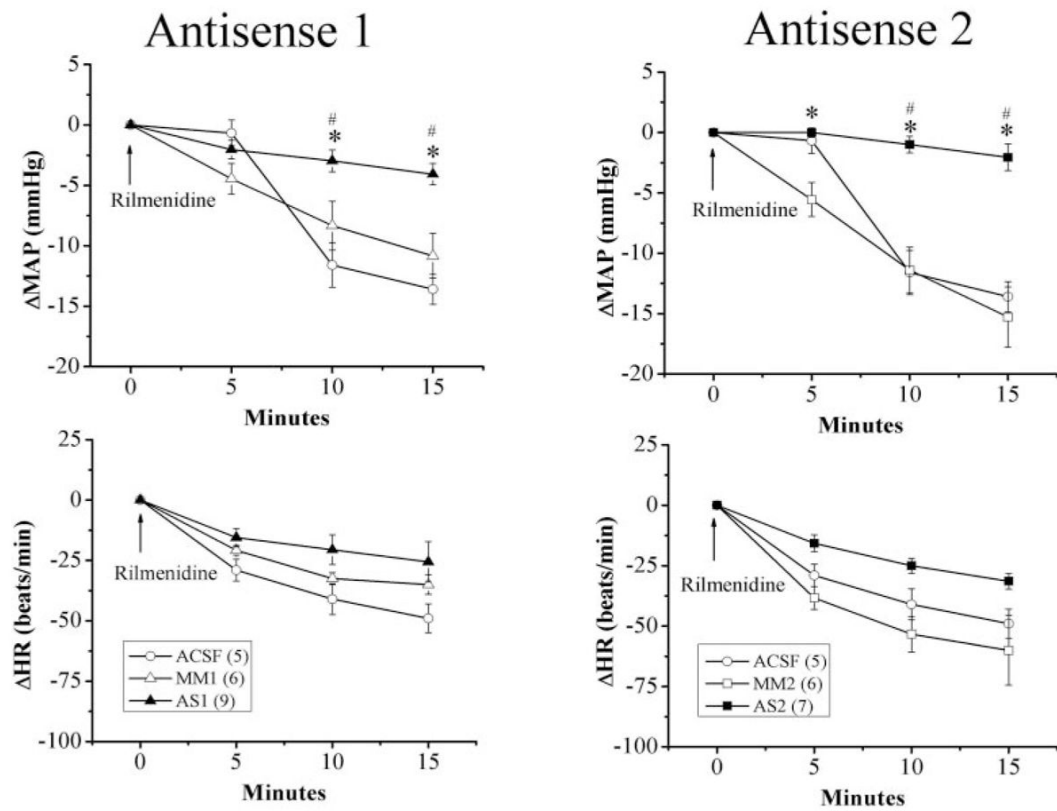 Antisense 1
5
0
-5
-10
-15
-20
ΔMAP (mmHg)
#
*
#
*
Rilmenidine
0 5 10 15
Minutes
Antisense 2
5
0
-5
-10
-15
-20
ΔMAP (mmHg)
*
#
*
#
*
Rilmenidine
0 5 10 15
Minutes
25
0
-25
-50
-75
-100
ΔHR (beats/min)
Rilmenidine
ACSF (5)
MM1 (6)
AS1 (9)
0 5 10 15
Minutes
25
0
-25
-50
-75
-100
ΔHR (beats/min)
Rilmenidine
ACSF (5)
MM2 (6)
AS2 (7)
0 5 10 15
Minutes